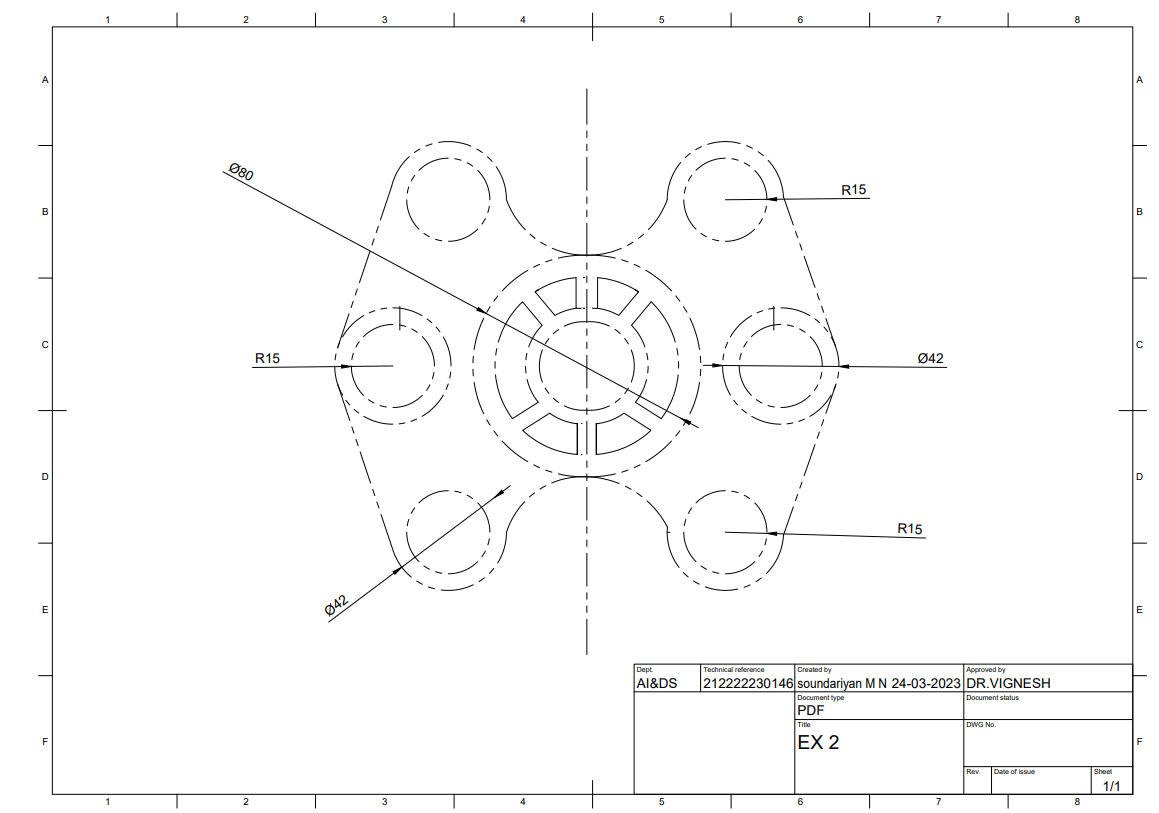 1 2 3 4 5 6 7 8
A A
Ø80
R15
B B
C C
R15
Ø42
D D
R15
Ø42
E E
Dept. Technical reference Created by Approved by
AI&DS 212222230146 soundariyan M N 24-03-2023 DR.VIGNESH
Document type Document status
PDF
Title DWG No.
EX 2
F F
Rev. Date of issue Sheet
1/1
1 2 3 4 5 6 7 8